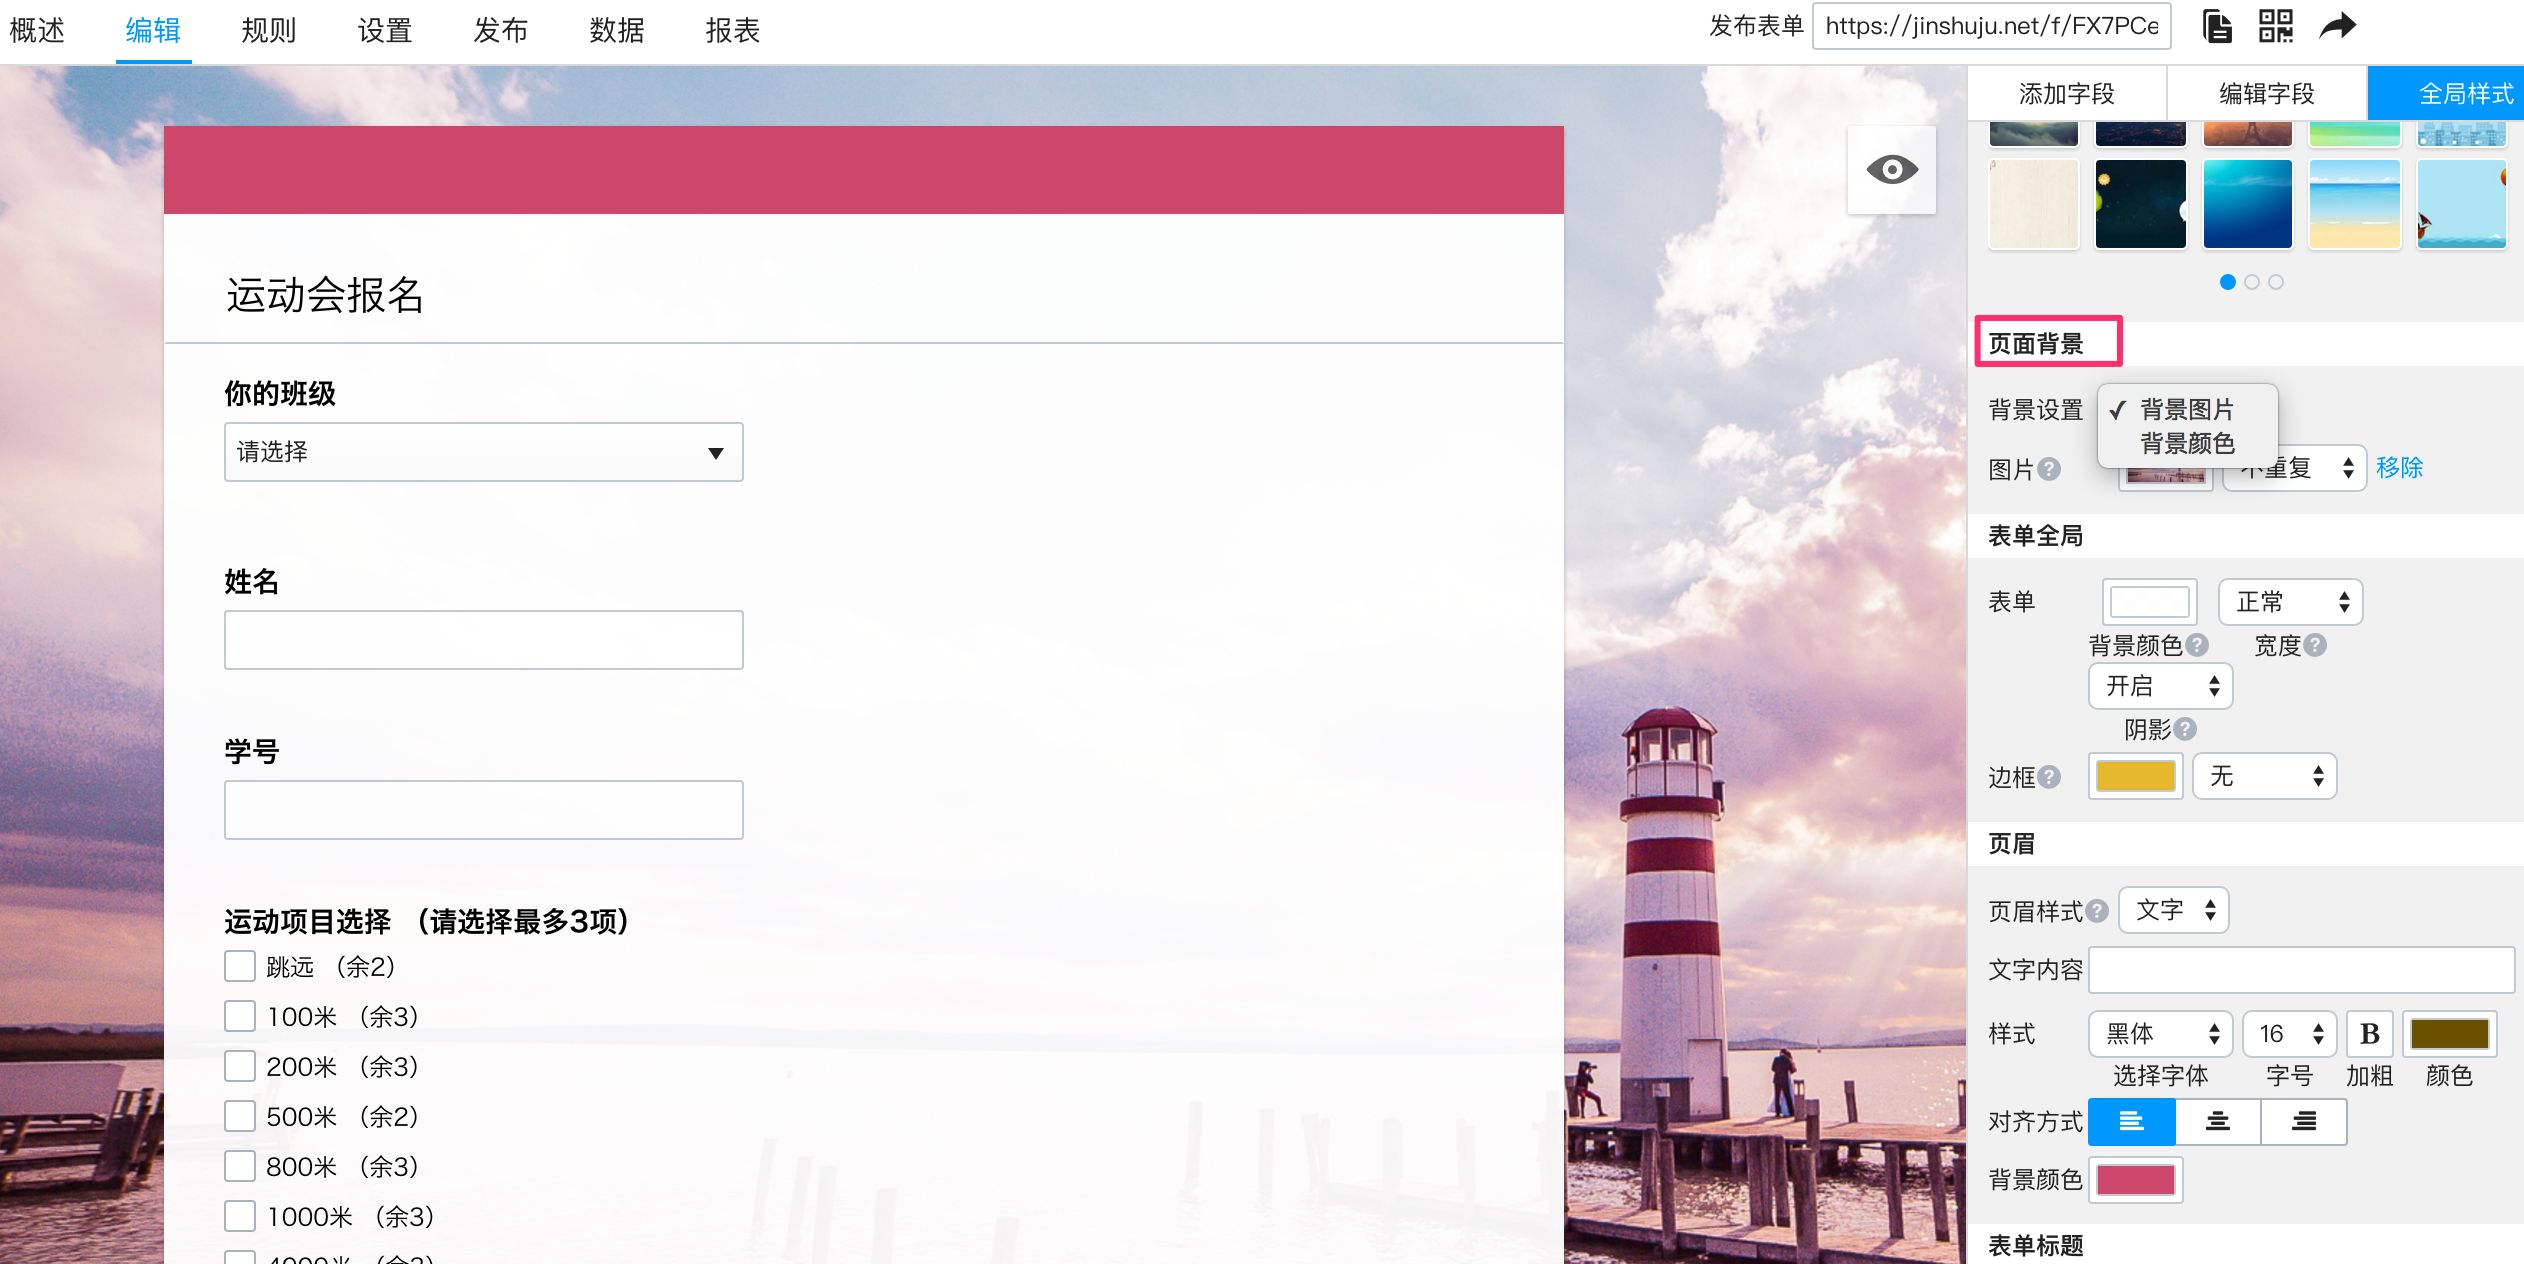 概述 编辑 规则 设置 发布 数据 报表 发布表单 https://jinshuju.net/f/FX7PCe
添加字段 编辑字段 全局样式
运动会报名
你的班级
请选择
姓名
学号
运动项目选择 （请选择最多3项）
跳远 （余2）
100米 （余3）
200米 （余3）
500米 （余2）
800米 （余3）
1000米 （余3）
页面背景
背景设置 ✓ 背景图片
背景颜色
图片 ? 不重复 移除
表单全局
表单 正常
背景颜色 ? 宽度 ?
开启
阴影 ?
边框 ? 无
页眉
页眉样式 ? 文字
文字内容
样式 黑体 16 B
选择字体 字号 加粗 颜色
对齐方式
背景颜色
表单标题